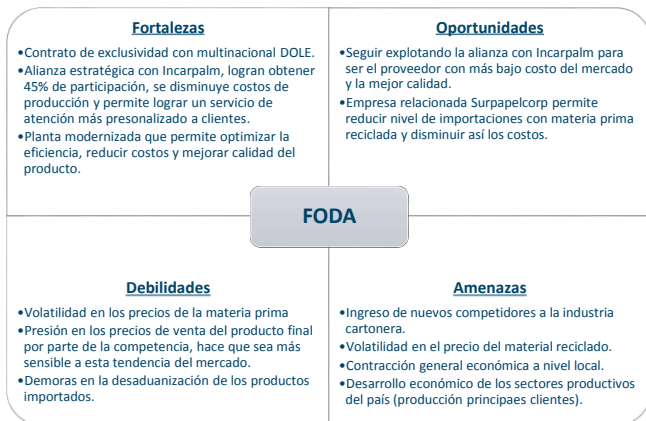 Fortalezas
•Contrato de exclusividad con multinacional DOLE.
•Alianza estratégica con Incarpalm, logran obtener
45% de participación, se disminuye costos de
producción y permite lograr un servicio de
atención más presonalizado a clientes.
•Planta modernizada que permite optimizar la
eficiencia, reducir costos y mejorar calidad del
producto.
Oportunidades
•Seguir explotando la alianza con Incarpalm para
ser el proveedor con más bajo costo del mercado
y la mejor calidad.
•Empresa relacionada Surpapelcorp permite
reducir nivel de importaciones con materia prima
reciclada y disminuir así los costos.
FODA
Debilidades
•Volatilidad en los precios de la materia prima
•Presión en los precios de venta del producto final
por parte de la competencia, hace que sea más
sensible a esta tendencia del mercado.
•Demoras en la desaduanización de los productos
importados.
Amenazas
•Ingreso de nuevos competidores a la industria
cartonera.
•Volatilidad en el precio del material reciclado.
•Contracción general económica a nivel local.
•Desarrollo económico de los sectores productivos
del país (producción principaes clientes).